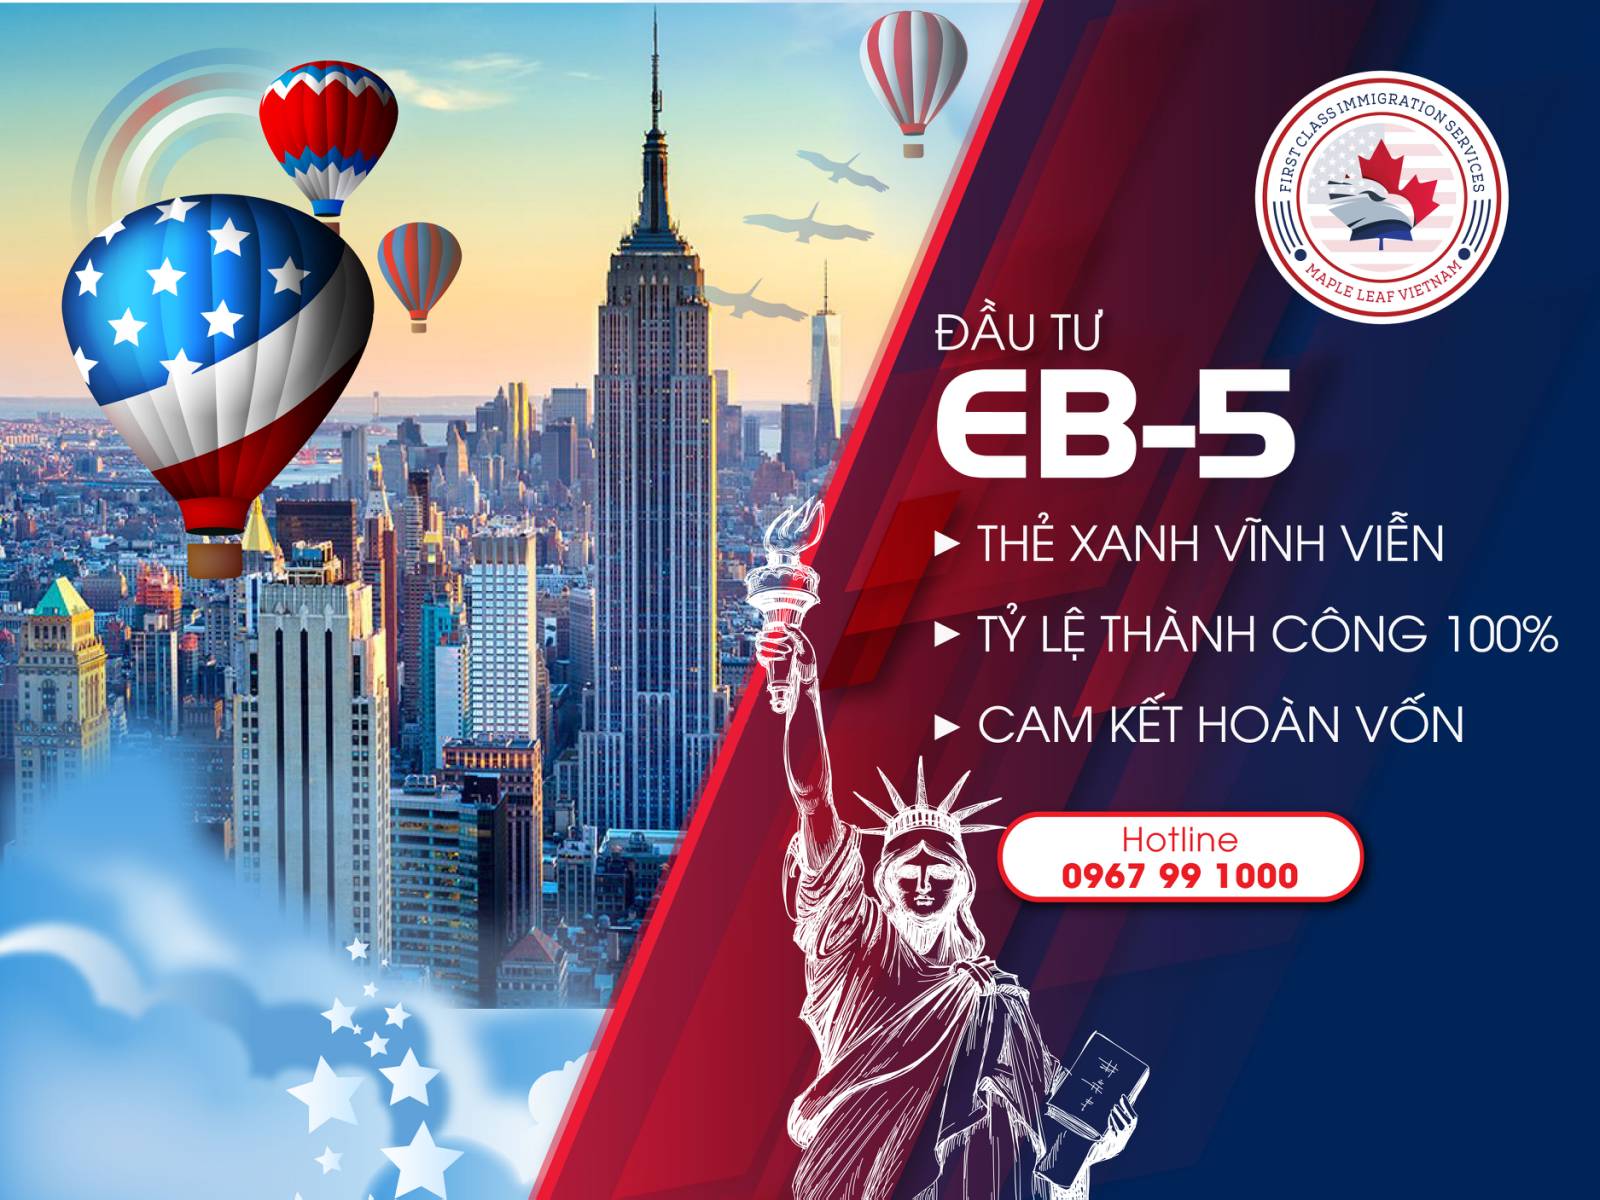 FIRST CLASS IMMIGRATION SERVICES
MAPLE LEAF VIETNAM
ĐẦU TƯ
EB-5
THẺ XANH VĨNH VIỄN
TỶ LỆ THÀNH CÔNG 100%
CAM KẾT HOÀN VỐN
Hotline
0967 99 1000